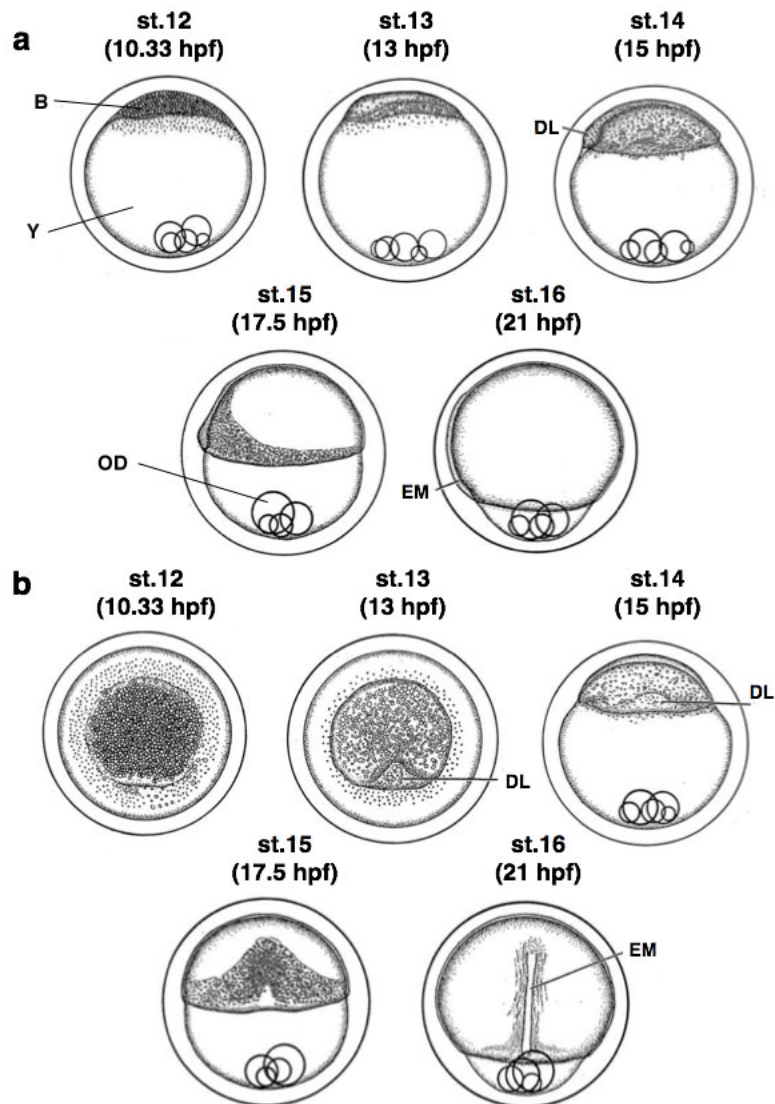 a
st.12
(10.33 hpf)
st.13
(13 hpf)
st.14
(15 hpf)
B
DL
Y
st.15
(17.5 hpf)
st.16
(21 hpf)
OD
EM
b
st.12
(10.33 hpf)
st.13
(13 hpf)
st.14
(15 hpf)
DL
DL
st.15
(17.5 hpf)
st.16
(21 hpf)
EM